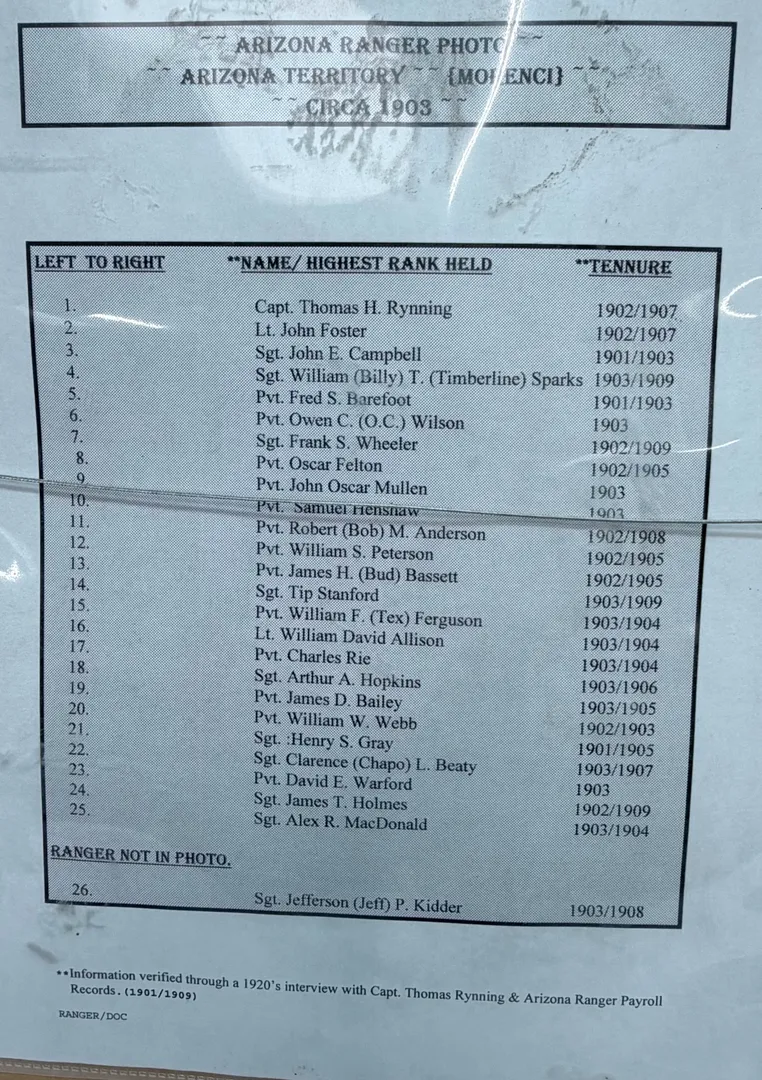 ~~ ARIZONA RANGER PHOTO ~~
~~ ARIZONA TERRITORY ~~ {MORENCI} ~~
~~ CIRCA 1903 ~~
LEFT TO RIGHT **NAME/ HIGHEST RANK HELD **TENNURE
1. Capt. Thomas H. Rynning 1902/1907
2. Lt. John Foster 1902/1907
3. Sgt. John E. Campbell 1901/1903
4. Sgt. William (Billy) T. (Timberline) Sparks 1903/1909
5. Pvt. Fred S. Barefoot 1901/1903
6. Pvt. Owen C. (O.C.) Wilson 1903
7. Sgt. Frank S. Wheeler 1902/1909
8. Pvt. Oscar Felton 1902/1905
9. Pvt. John Oscar Mullen 1903
10. Pvt. Samuel Henshaw 1903
11. Pvt. Robert (Bob) M. Anderson 1902/1908
12. Pvt. William S. Peterson 1902/1905
13. Pvt. James H. (Bud) Bassett 1902/1905
14. Sgt. Tip Stanford 1903/1909
15. Pvt. William F. (Tex) Ferguson 1903/1904
16. Lt. William David Allison 1903/1904
17. Pvt. Charles Rie 1903/1904
18. Sgt. Arthur A. Hopkins 1903/1906
19. Pvt. James D. Bailey 1903/1905
20. Pvt. William W. Webb 1902/1903
21. Sgt. :Henry S. Gray 1901/1905
22. Sgt. Clarence (Chapo) L. Beaty 1903/1907
23. Pvt. David E. Warford 1903
24. Sgt. James T. Holmes 1902/1909
25. Sgt. Alex R. MacDonald 1903/1904
RANGER NOT IN PHOTO.
26. Sgt. Jefferson (Jeff) P. Kidder 1903/1908
**Information verified through a 1920's interview with Capt. Thomas Rynning & Arizona Ranger Payroll
Records. (1901/1909)
RANGER/DOC